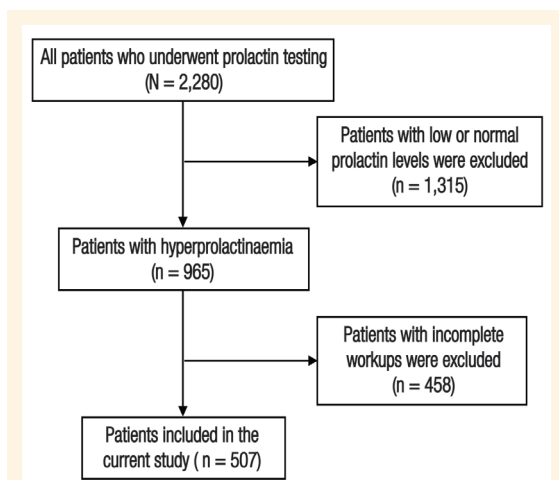 All patients who underwent prolactin testing
(N = 2,280)
Patients with low or normal
prolactin levels were excluded
(n = 1,315)
Patients with hyperprolactinaemia
(n = 965)
Patients with incomplete
workups were excluded
(n = 458)
Patients included in the
current study ( n = 507)